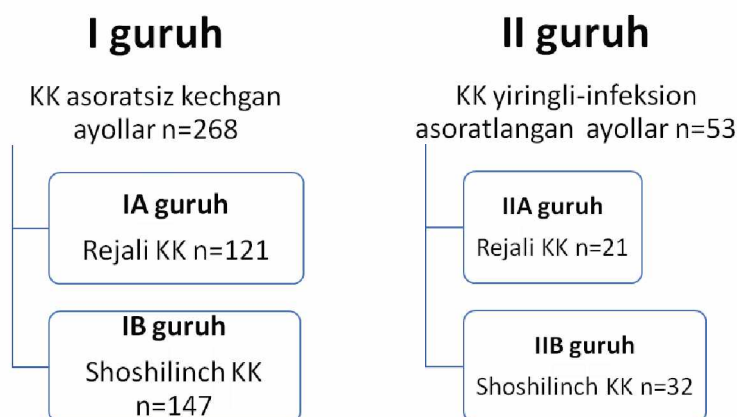 I guruh
KK asoratsiz kechgan
ayollar n=268
IA guruh
Rejali KK n=121
IB guruh
Shoshilinch KK
n=147
II guruh
KK yiringli-infeksion
asoratlangan ayollar n=53
IIA guruh
Rejali KK n=21
IIB guruh
Shoshilinch KK n=32